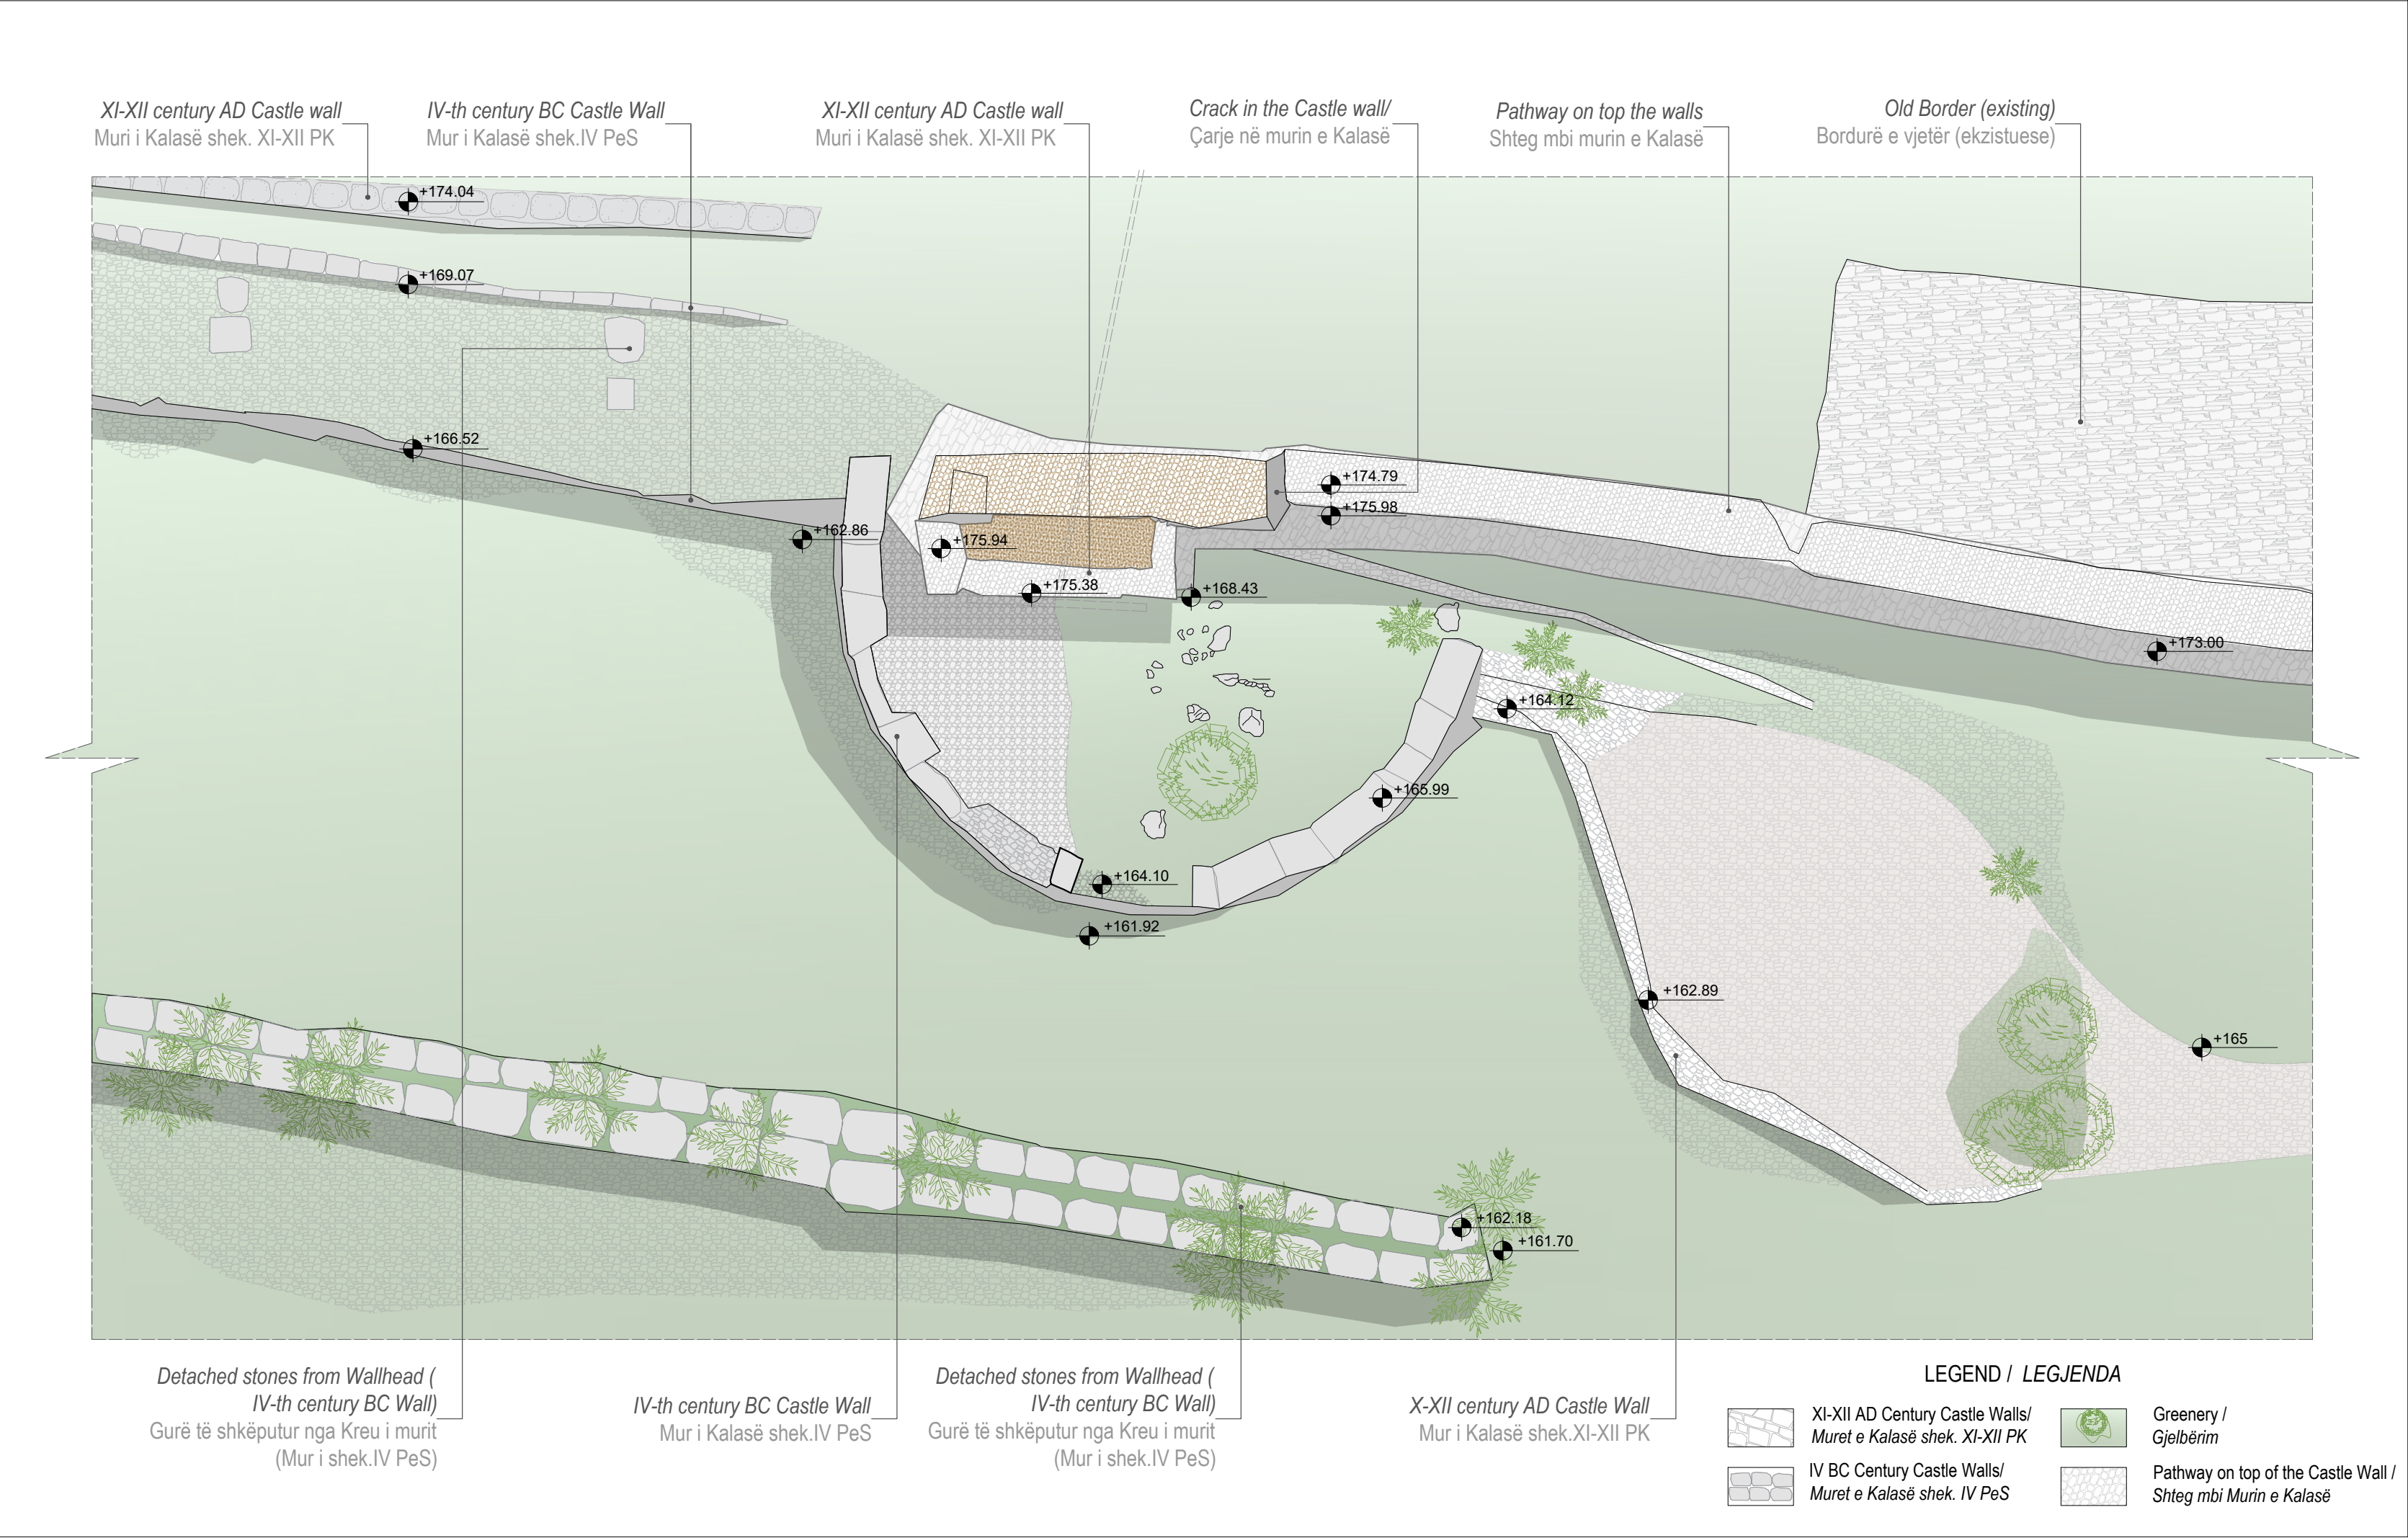 XI-XII century AD Castle wall
Muri i Kalasë shek. XI-XII PK
IV-th century BC Castle Wall
Mur i Kalasë shek.IV PeS
XI-XII century AD Castle wall
Muri i Kalasë shek. XI-XII PK
Crack in the Castle wall/
Çarje në murin e Kalasë
Pathway on top the walls
Shteg mbi murin e Kalasë
Old Border (existing)
Bordurë e vjetër (ekzistuese)
+174.04
+169.07
+166.52
+162.86
+175.94
+175.38
+174.79
+175.98
+168.43
+173.00
+164.12
+165.99
+164.10
+161.92
+162.89
+165
+162.18
+161.70
Detached stones from Wallhead (
IV-th century BC Wall)
Gurë të shkëputur nga Kreu i murit
(Mur i shek.IV PeS)
IV-th century BC Castle Wall
Mur i Kalasë shek.IV PeS
Detached stones from Wallhead (
IV-th century BC Wall)
Gurë të shkëputur nga Kreu i murit
(Mur i shek.IV PeS)
X-XII century AD Castle Wall
Mur i Kalasë shek.XI-XII PK
LEGEND / LEGJENDA
XI-XII AD Century Castle Walls/
Muret e Kalasë shek. XI-XII PK
IV BC Century Castle Walls/
Muret e Kalasë shek. IV PeS
Greenery /
Gjelbërim
Pathway on top of the Castle Wall /
Shteg mbi Murin e Kalasë